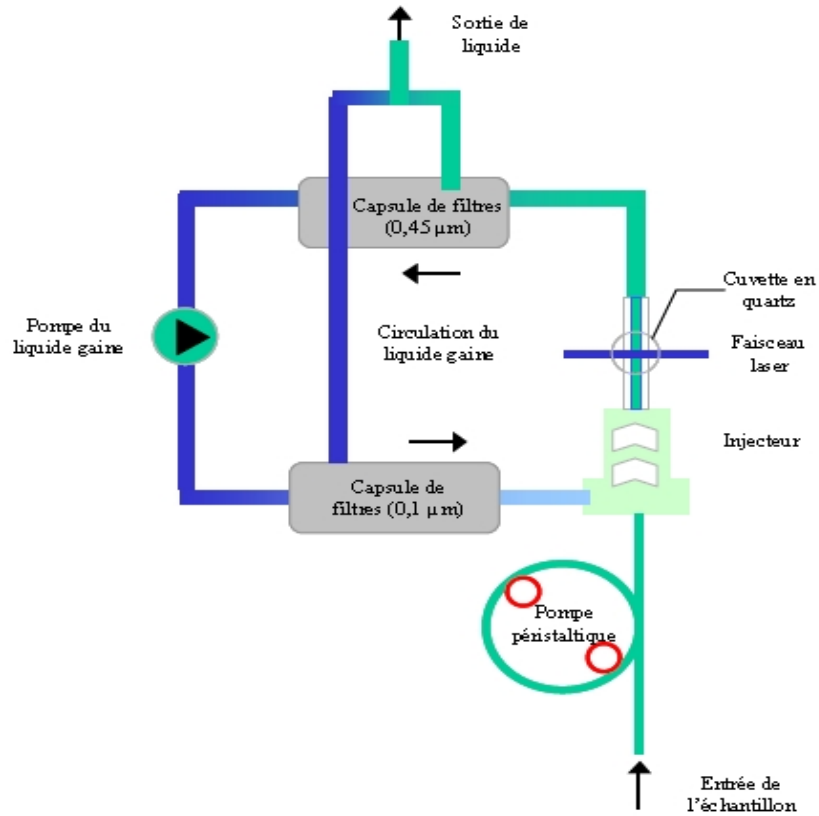 Sortie de
liquide
Capsule de filtres
(0,45 µm)
Cuvette en
quartz
Pompe du
liquide gaine
Circulation du
liquide gaine
Faisceau
laser
Injecteur
Capsule de
filtres (0,1 µm)
Pompe
péristaltique
Entrée de
l'échantillon